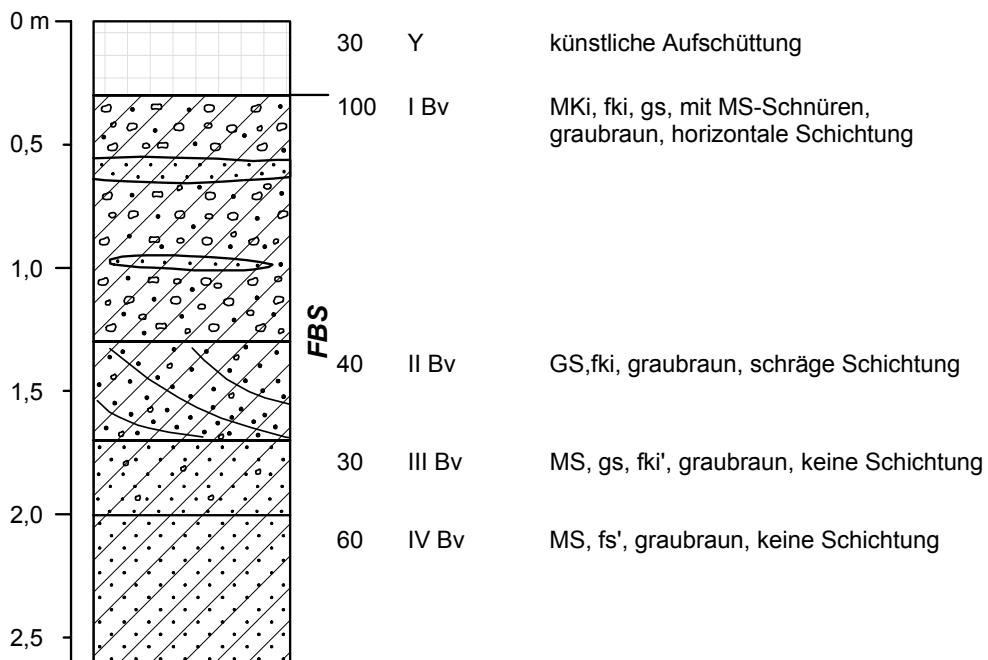 0 m
30 Y künstliche Aufschüttung
100 I Bv MKi, fki, gs, mit MS-Schnüren,
graubraun, horizontale Schichtung
0,5
1,0
FBS
40 II Bv GS,fki, graubraun, schräge Schichtung
1,5
30 III Bv MS, gs, fki', graubraun, keine Schichtung
2,0
60 IV Bv MS, fs', graubraun, keine Schichtung
2,5